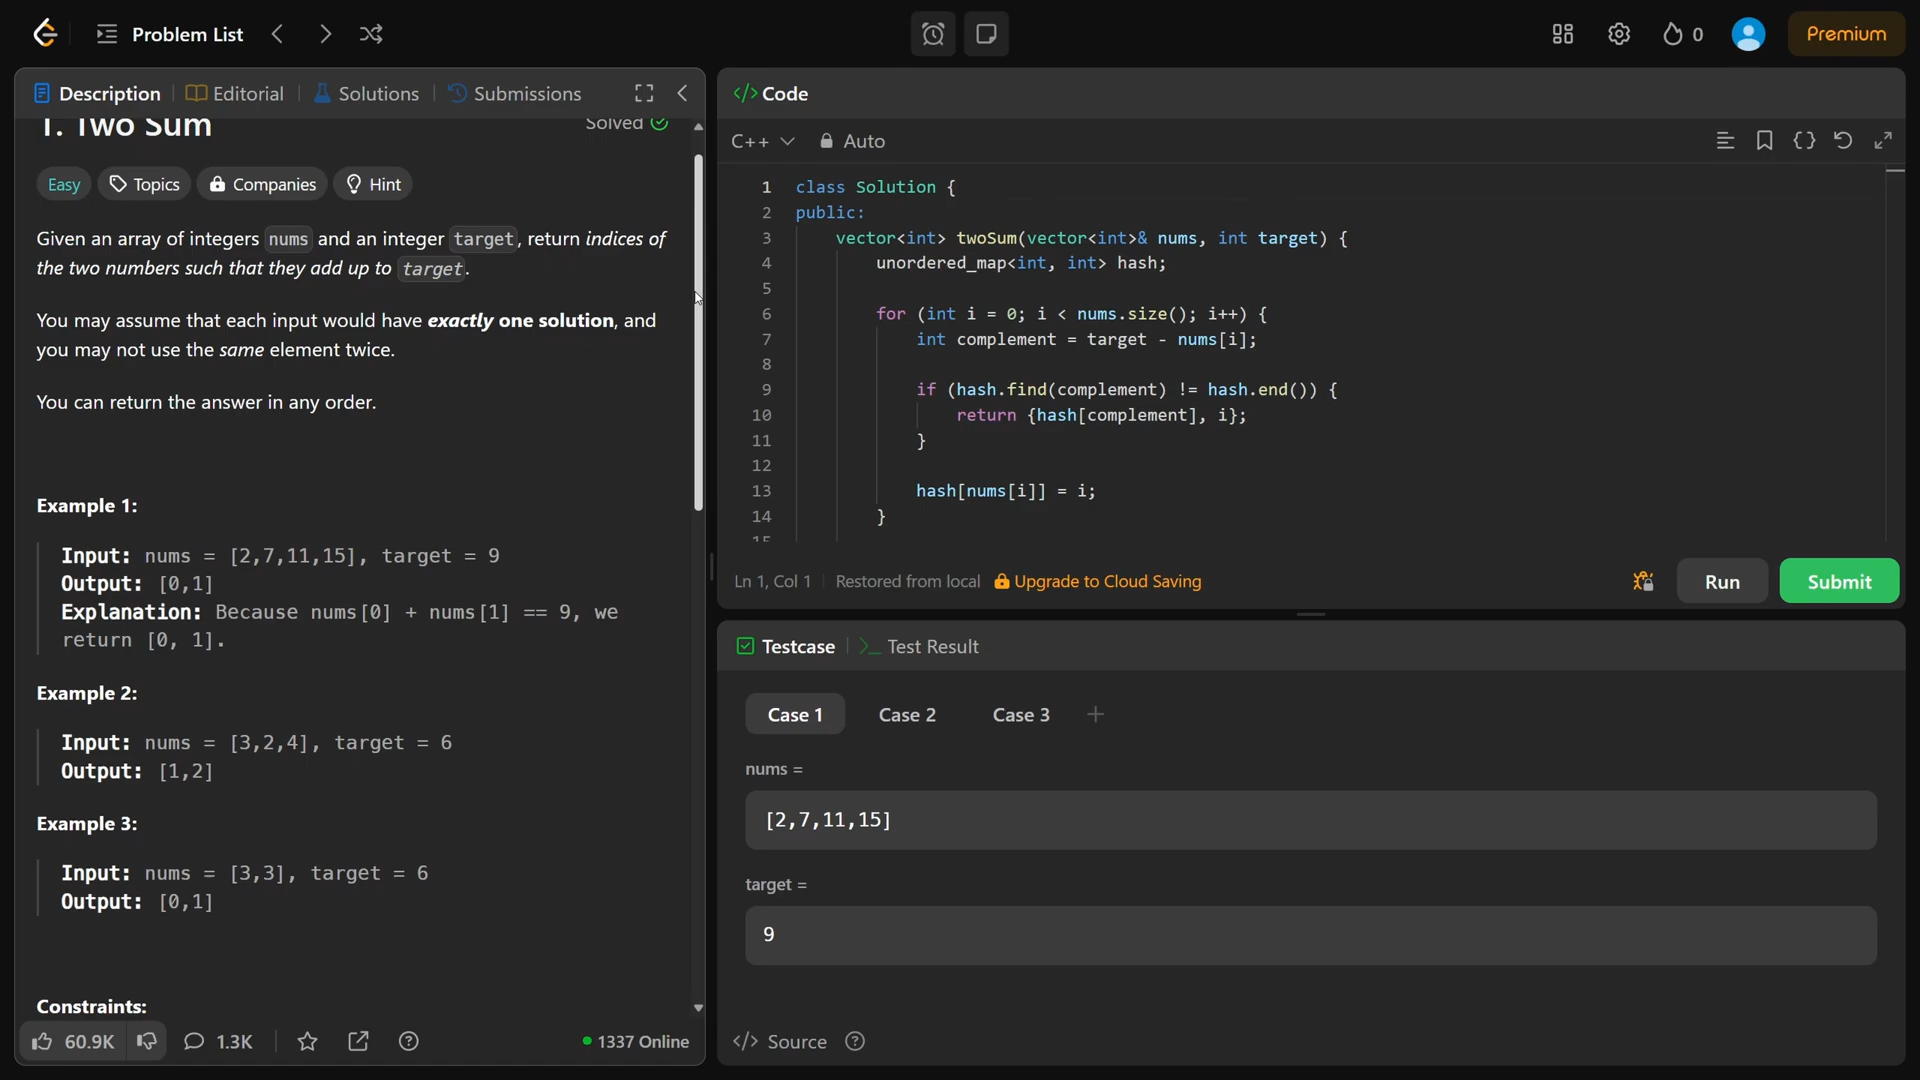 Problem List
0
Premium
Description
Editorial
Solutions
Submissions
1. Two Sum
Solved
Easy
Topics
Companies
Hint
Given an array of integers nums and an integer target, return indices of
the two numbers such that they add up to target.
You may assume that each input would have exactly one solution, and
you may not use the same element twice.
You can return the answer in any order.
Example 1:
Input: nums = [2,7,11,15], target = 9
Output: [0,1]
Explanation: Because nums[0] + nums[1] == 9, we
return [0, 1].
Example 2:
Input: nums = [3,2,4], target = 6
Output: [1,2]
Example 3:
Input: nums = [3,3], target = 6
Output: [0,1]
Constraints:
60.9K
1.3K
1337 Online
</> Code
C++
Auto
1 class Solution {
2 public:
3 vector<int> twoSum(vector<int>& nums, int target) {
4 unordered_map<int, int> hash;
5
6 for (int i = 0; i < nums.size(); i++) {
7 int complement = target - nums[i];
8
9 if (hash.find(complement) != hash.end()) {
10 return {hash[complement], i};
11 }
12
13 hash[nums[i]] = i;
14 }
15
Ln 1, Col 1
Restored from local
Upgrade to Cloud Saving
Run
Submit
Testcase
Test Result
Case 1
Case 2
Case 3
nums =
[2,7,11,15]
target =
9
</> Source